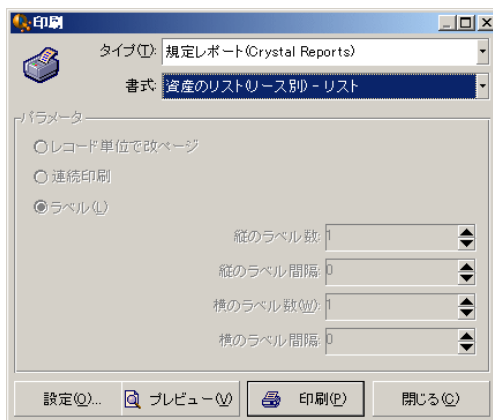 印刷
タイプ(T): 規定レポート(Crystal Reports)
書式: 資産のリスト(リース別) - リスト
パラメータ
レコード単位で改ページ
連続印刷
ラベル(L)
縦のラベル数: 1
縦のラベル間隔: 0
横のラベル数(W): 1
横のラベル間隔: 0
設定(O)... プレビュー(V) 印刷(P) 閉じる(C)